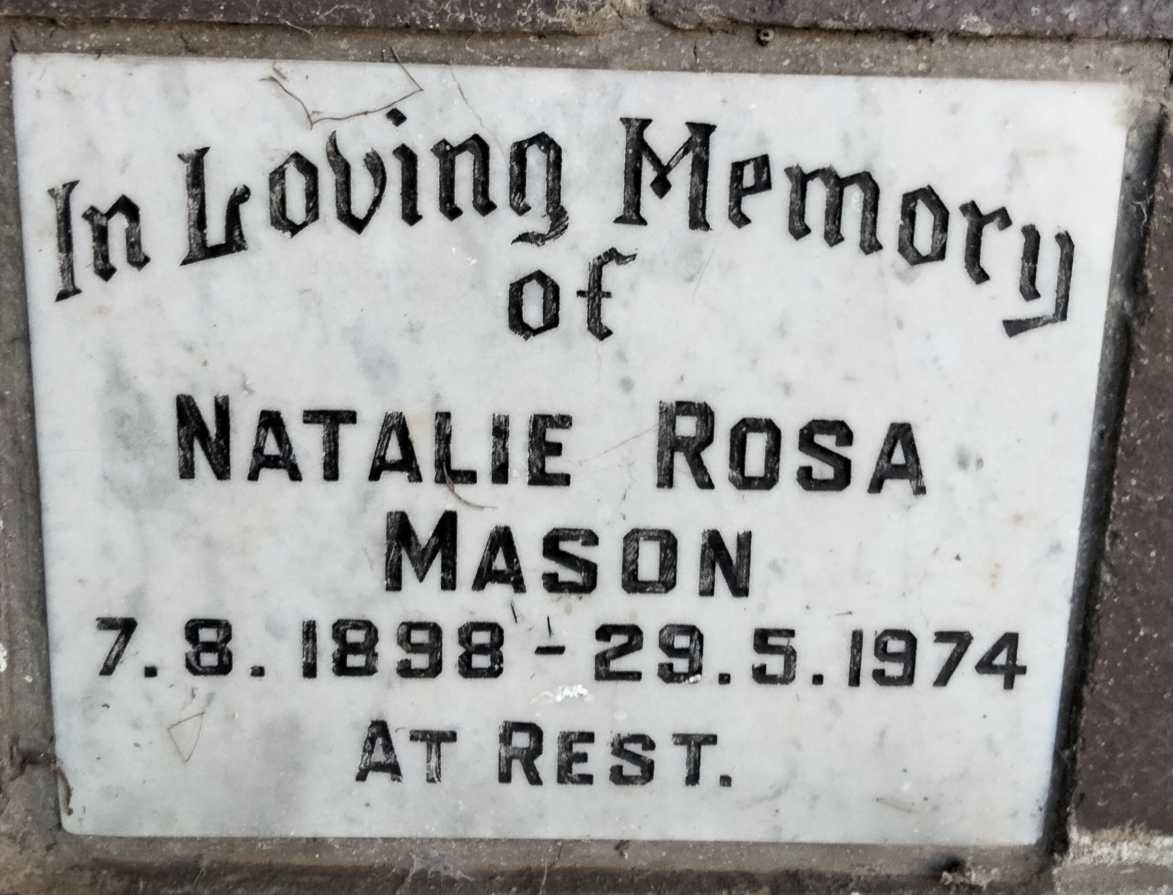 In Loving Memory
of
NATALIE ROSA
MASON
7.8.1898-29.5.1974
AT REST.